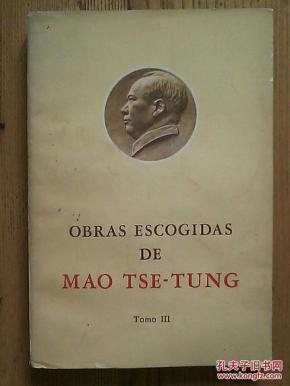 OBRAS ESCOGIDAS
DE
MAO TSE-TUNG
Tomo III
孔夫子旧书网
www.kongfz.com